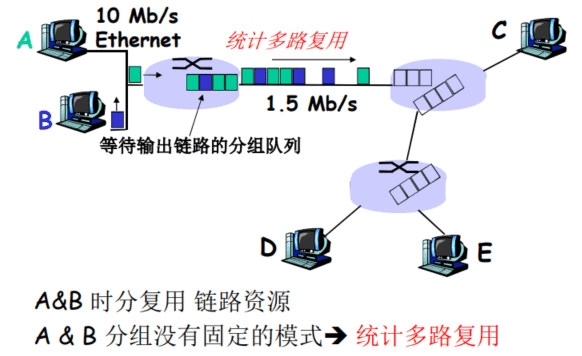 10 Mb/s
Ethernet
A
统计多路复用
C
1.5 Mb/s
B
等待输出链路的分组队列
D
E
A&B 时分复用 链路资源
A & B 分组没有固定的模式➔ 统计多路复用